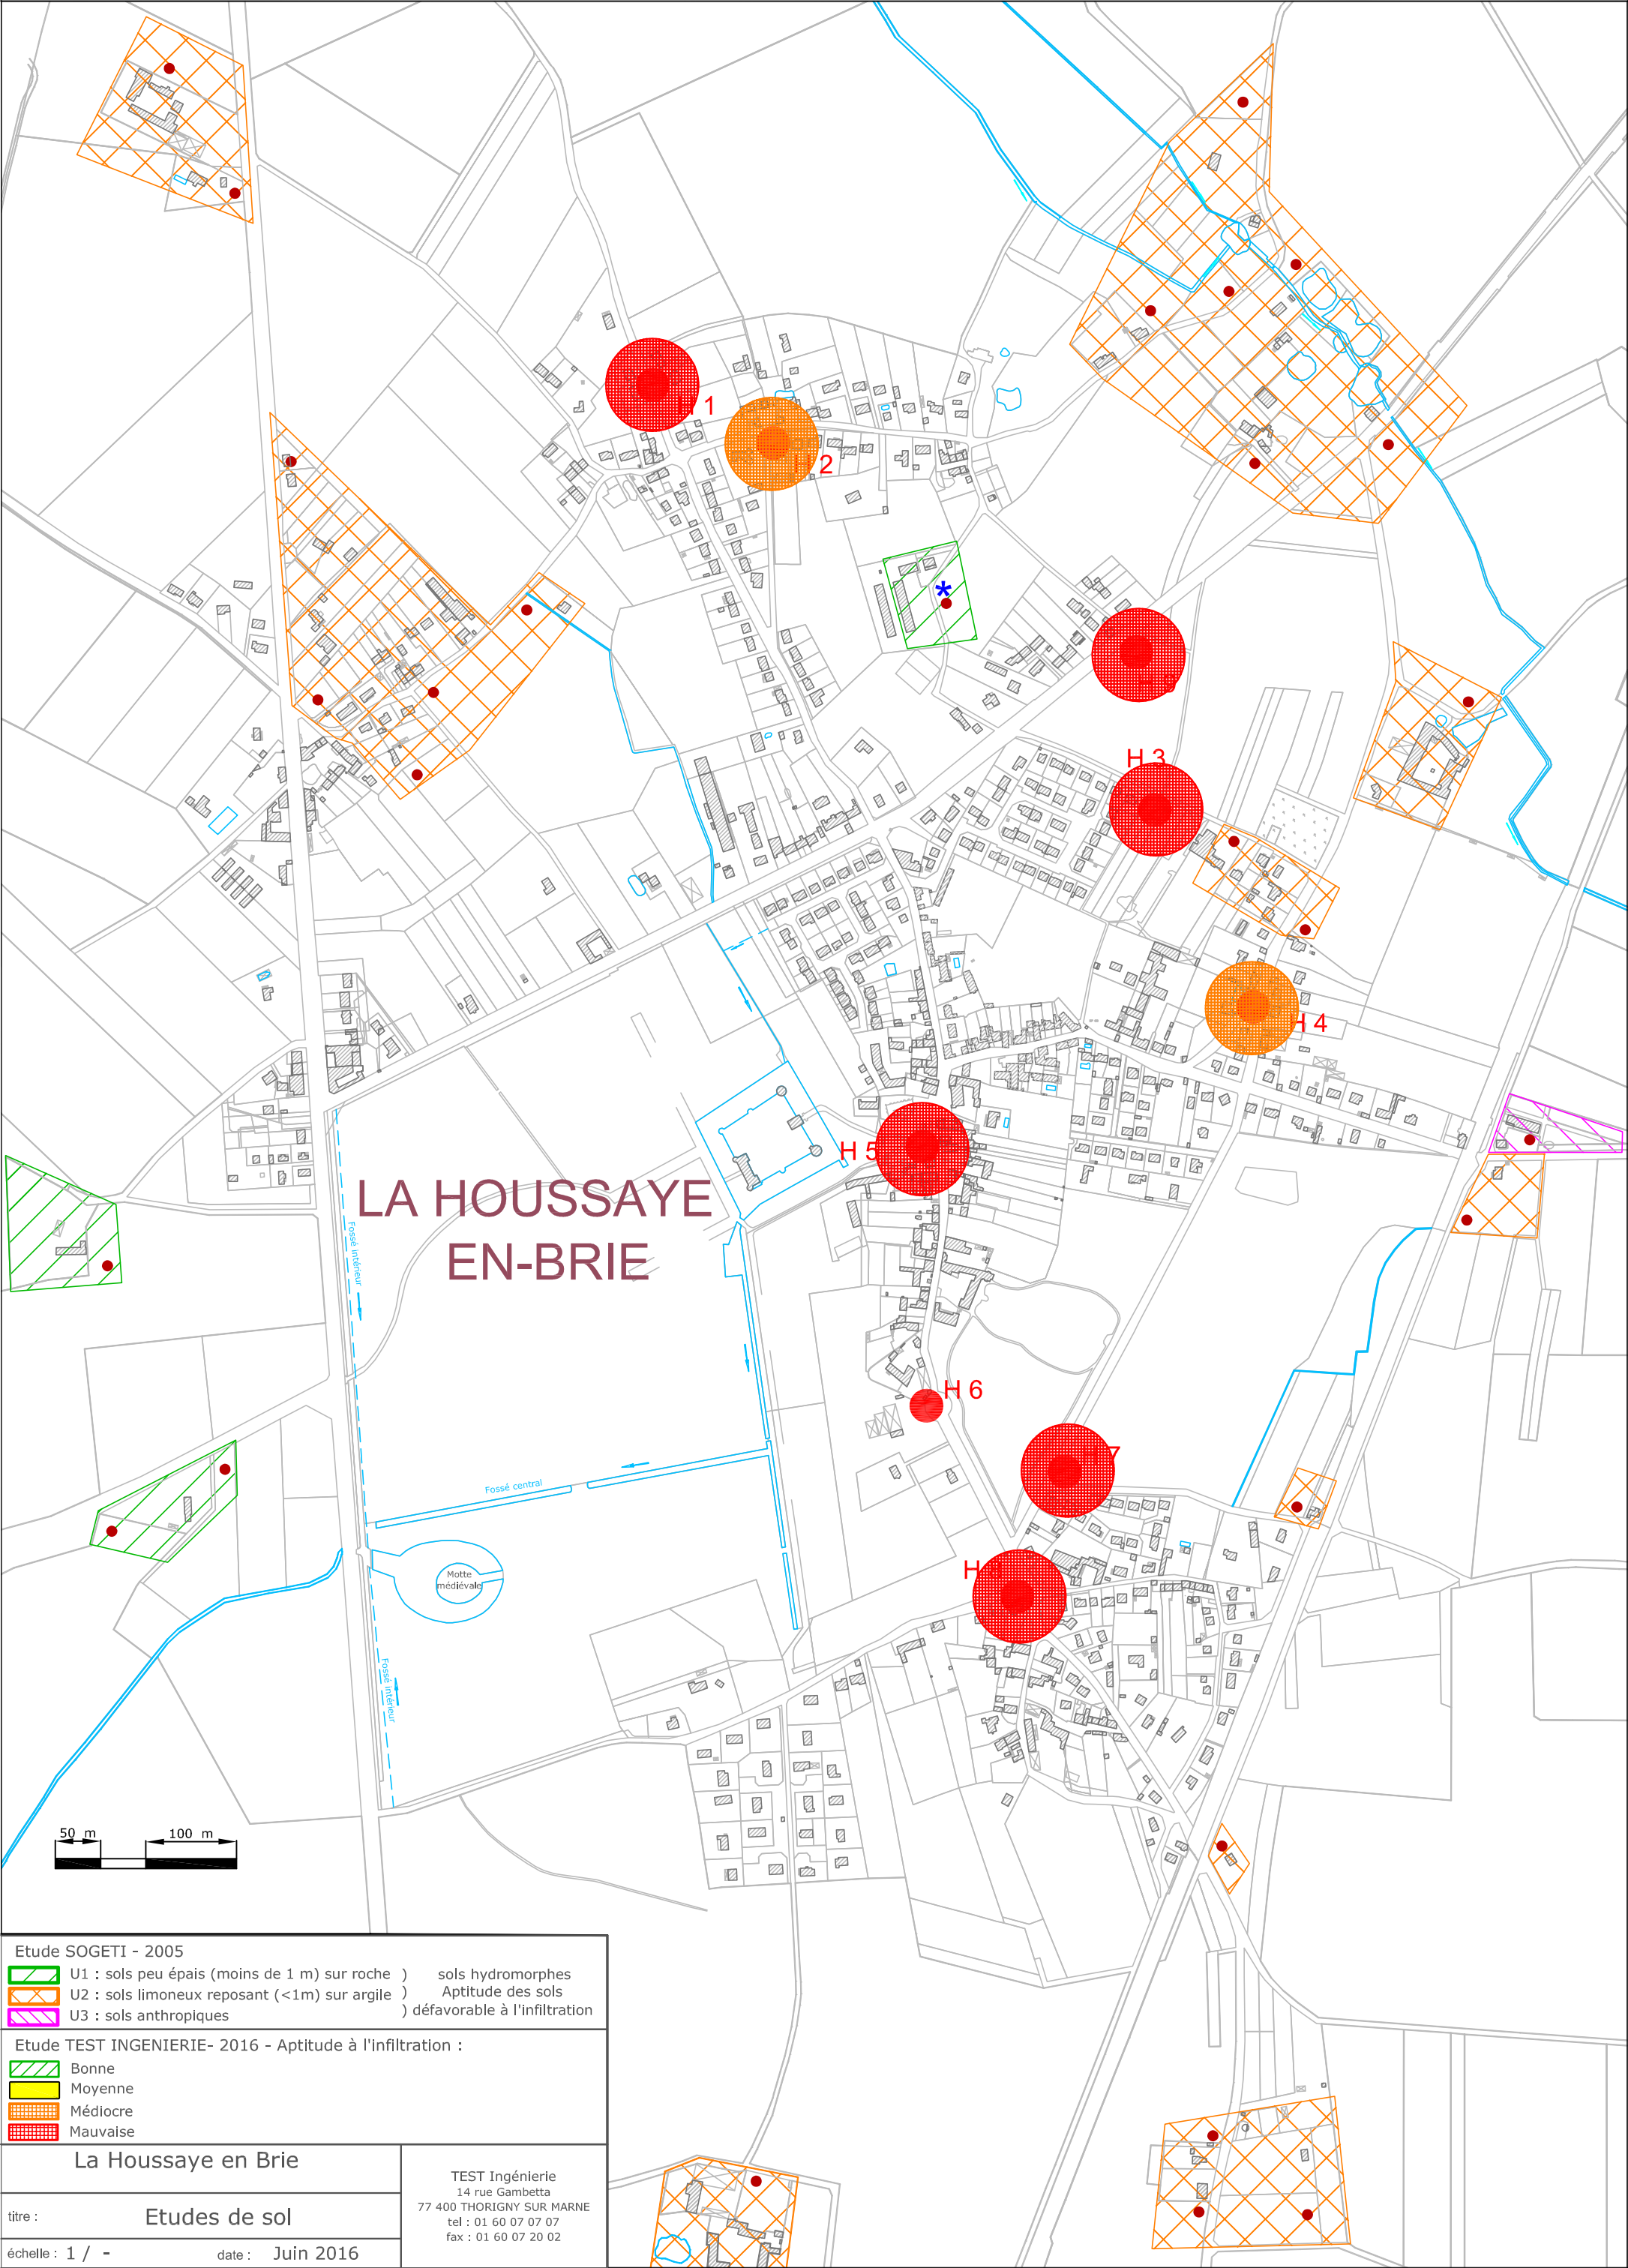 H 1
H 2
*
H 9
H 3
H 4
H 5
LA HOUSSAYE
EN-BRIE
Fossé intérieur
H 6
H 7
Fossé central
H 8
Motte
médiévale
Fossé intérieur
50 m
100 m
Etude SOGETI - 2005
U1 : sols peu épais (moins de 1 m) sur roche ) sols hydromorphes
U2 : sols limoneux reposant (<1m) sur argile ) Aptitude des sols
U3 : sols anthropiques ) défavorable à l'infiltration
Etude TEST INGENIERIE- 2016 - Aptitude à l'infiltration :
Bonne
Moyenne
Médiocre
Mauvaise
La Houssaye en Brie
titre : Etudes de sol
échelle : 1 / - date : Juin 2016
TEST Ingénierie
14 rue Gambetta
77 400 THORIGNY SUR MARNE
tel : 01 60 07 07 07
fax : 01 60 07 20 02